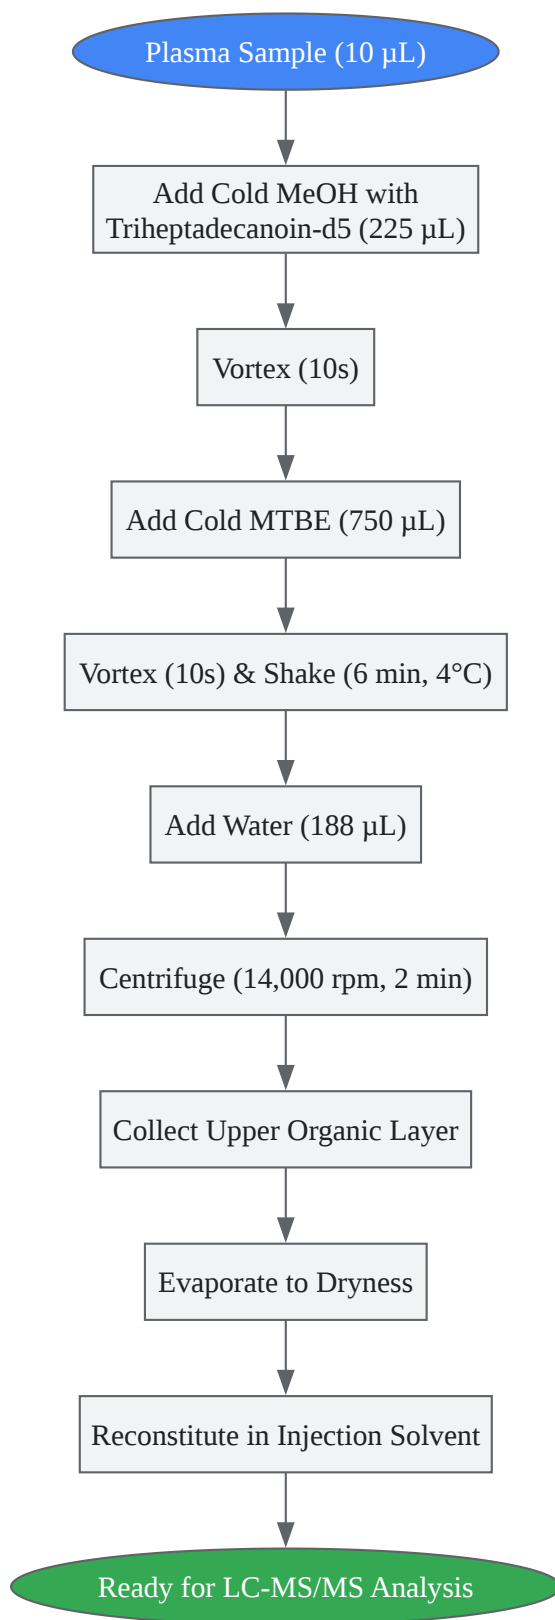 Plasma Sample (10 µL)
Add Cold MeOH with
Triheptadecanoin-d5 (225 µL)
Vortex (10s)
Add Cold MTBE (750 µL)
Vortex (10s) & Shake (6 min, 4°C)
Add Water (188 µL)
Centrifuge (14,000 rpm, 2 min)
Collect Upper Organic Layer
Evaporate to Dryness
Reconstitute in Injection Solvent
Ready for LC-MS/MS Analysis